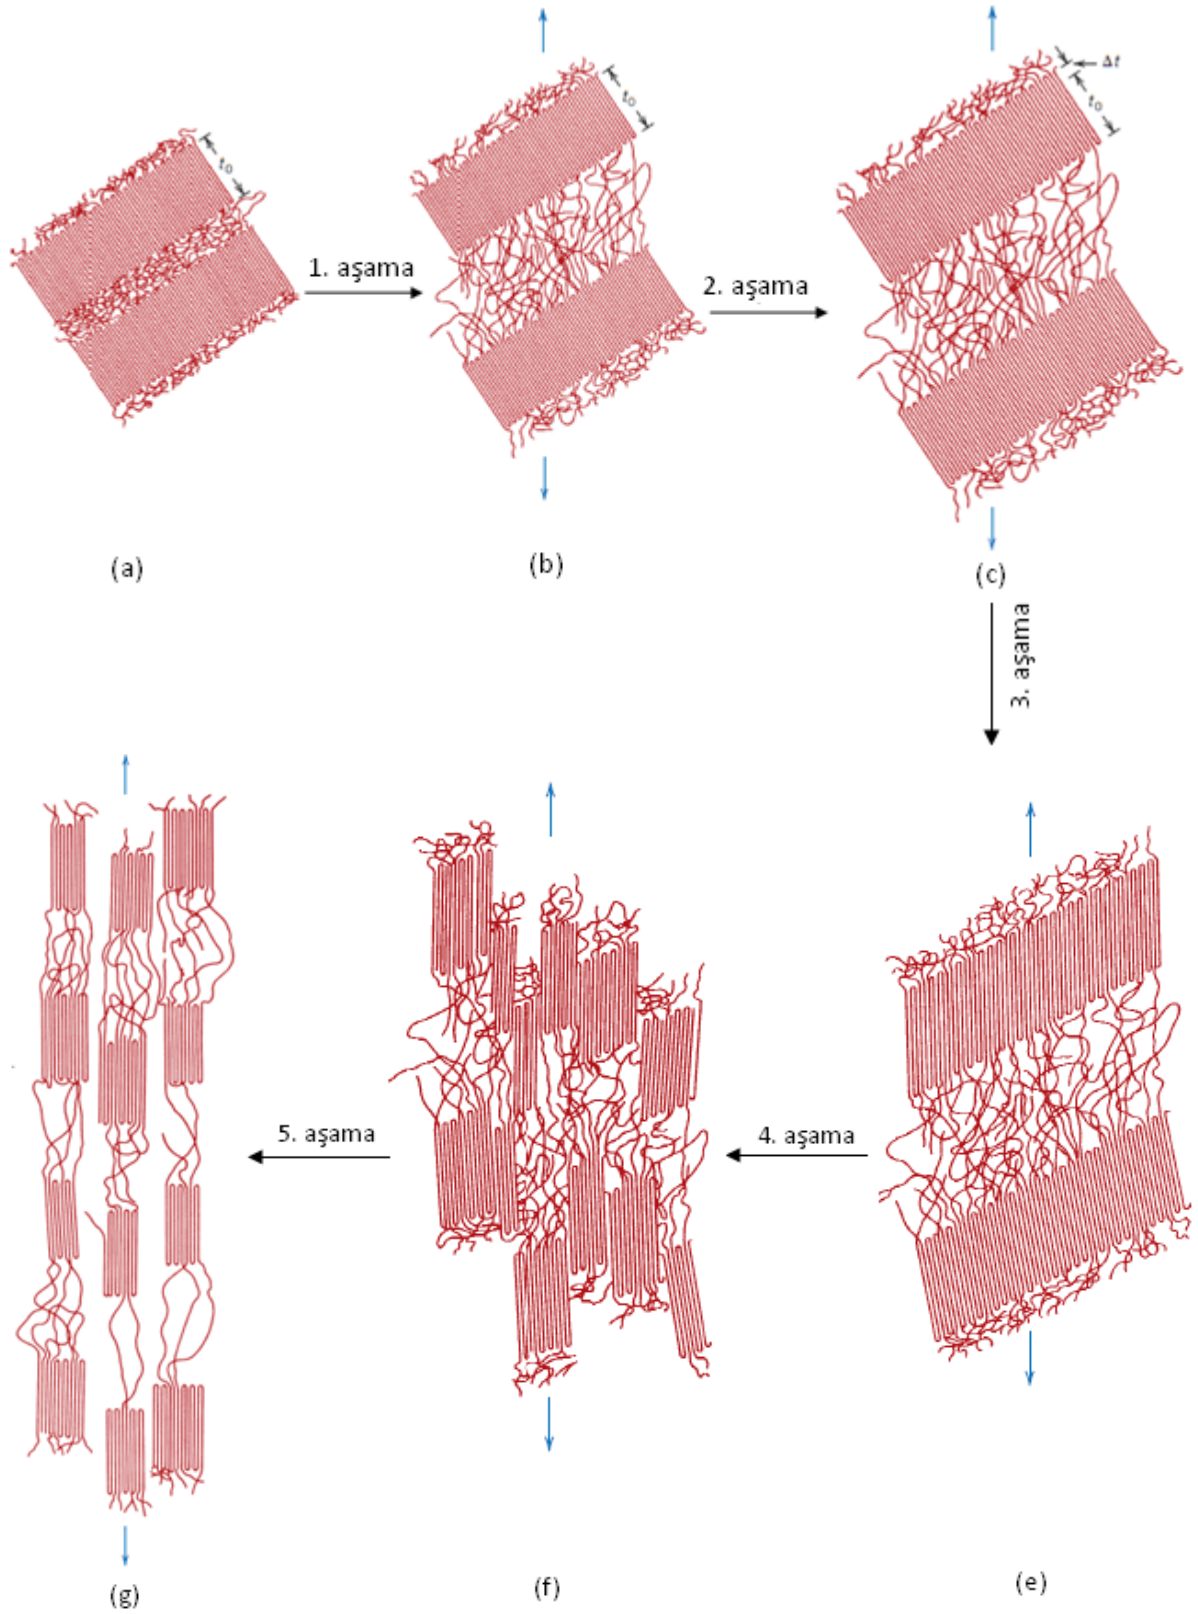 t₀
t₀
Δt
t₀
1. aşama
2. aşama
(a)
(b)
(c)
3. aşama
5. aşama
4. aşama
(g)
(f)
(e)